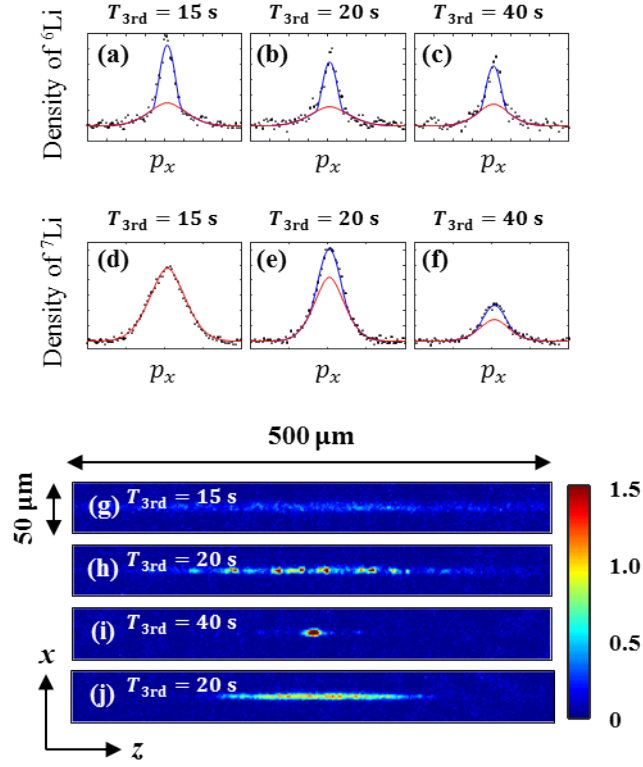 T₃ᵣd = 15 s T₃ᵣd = 20 s T₃ᵣd = 40 s
Density of ⁶Li
(a) (b) (c)
pₓ pₓ pₓ
T₃ᵣd = 15 s T₃ᵣd = 20 s T₃ᵣd = 40 s
Density of ⁷Li
(d) (e) (f)
pₓ pₓ pₓ
500 μm
50 μm
(g) T₃ᵣd = 15 s
(h) T₃ᵣd = 20 s
(i) T₃ᵣd = 40 s
(j) T₃ᵣd = 20 s
x
z
1.5
1.0
0.5
0